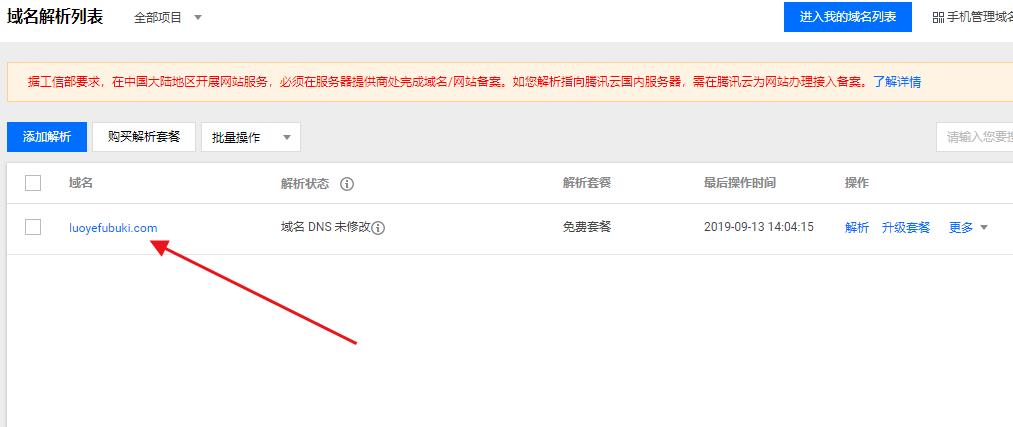 域名解析列表 全部项目 进入我的域名列表 手机管理域名
据工信部要求，在中国大陆地区开展网站服务，必须在服务器提供商处完成域名/网站备案。如您解析指向腾讯云国内服务器，需在腾讯云为网站办理接入备案。了解详情
添加解析 购买解析套餐 批量操作 请输入您要搜
域名 解析状态 解析套餐 最后操作时间 操作
luoyefubuki.com 域名 DNS 未修改 免费套餐 2019-09-13 14:04:15 解析 升级套餐 更多